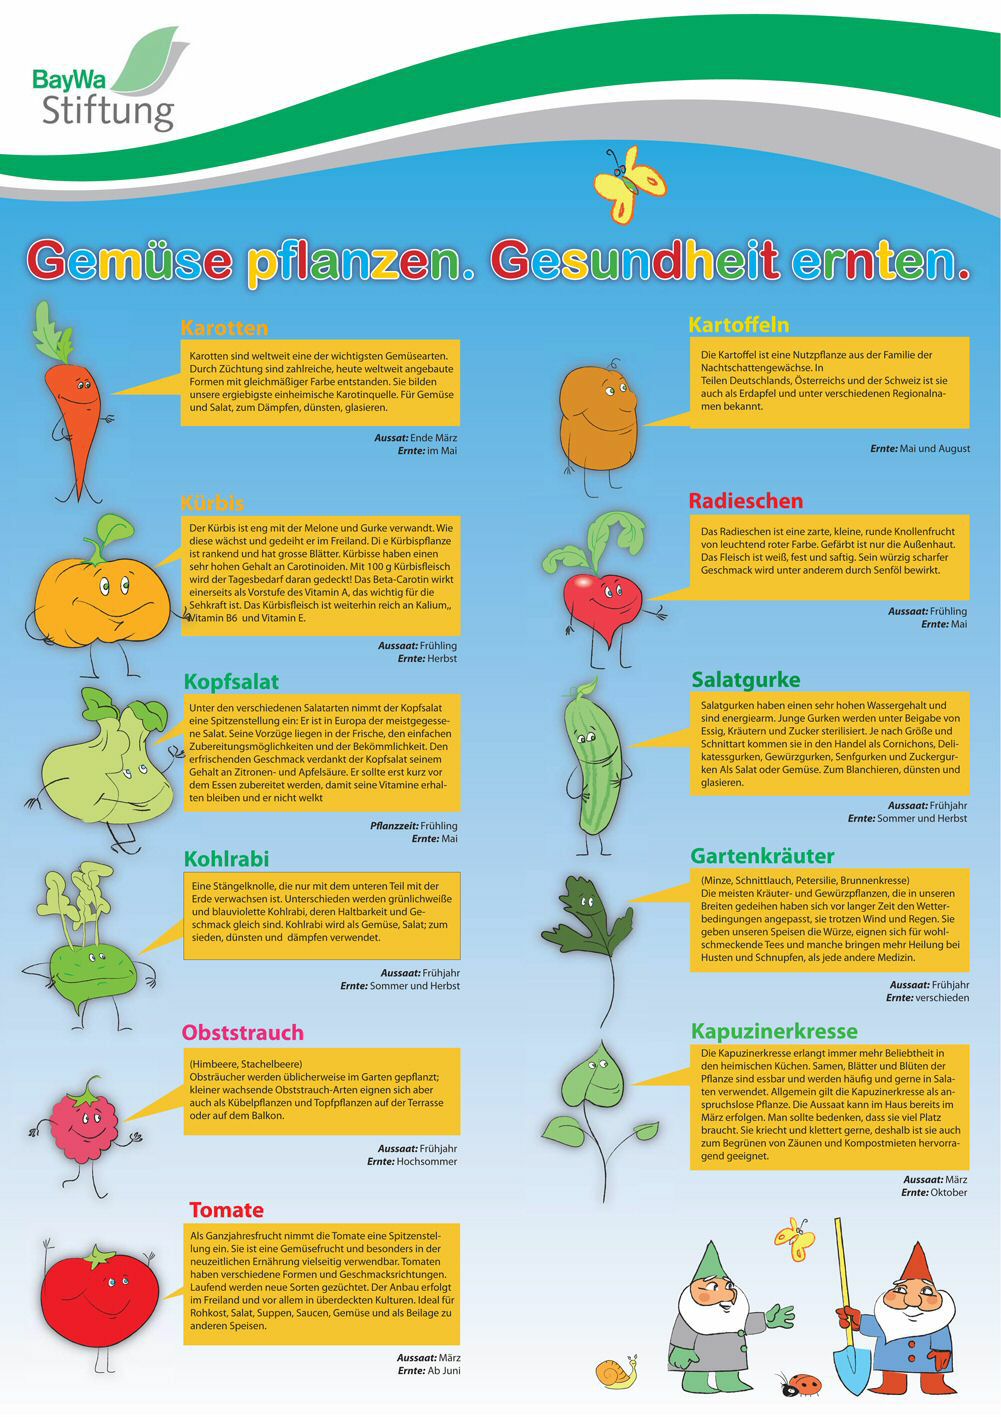 BayWa
Stiftung
Gemüse pflanzen. Gesundheit ernten.
Karotten
Karotten sind weltweit eine der wichtigsten Gemüsearten.
Durch Züchtung sind zahlreiche, heute weltweit angebaute
Formen mit gleichmäßiger Farbe entstanden. Sie bilden
unsere ergiebigste einheimische Karotinquelle. Für Gemüse
und Salat, zum Dämpfen, dünsten, glasieren.
Aussat: Ende März
Ernte: im Mai
Kürbis
Der Kürbis ist eng mit der Melone und Gurke verwandt. Wie
diese wächst und gedeiht er im Freiland. Di e Kürbispflanze
ist rankend und hat grosse Blätter. Kürbisse haben einen
sehr hohen Gehalt an Carotinoiden. Mit 100 g Kürbisfleisch
wird der Tagesbedarf daran gedeckt! Das Beta-Carotin wirkt
einerseits als Vorstufe des Vitamin A, das wichtig für die
Sehkraft ist. Das Kürbisfleisch ist weiterhin reich an Kalium,,
Vitamin B6 und Vitamin E.
Aussaat: Frühling
Ernte: Herbst
Kopfsalat
Unter den verschiedenen Salatarten nimmt der Kopfsalat
eine Spitzenstellung ein: Er ist in Europa der meistgegesse-
ne Salat. Seine Vorzüge liegen in der Frische, den einfachen
Zubereitungsmöglichkeiten und der Bekömmlichkeit. Den
erfrischenden Geschmack verdankt der Kopfsalat seinem
Gehalt an Zitronen- und Apfelsäure. Er sollte erst kurz vor
dem Essen zubereitet werden, damit seine Vitamine erhal-
ten bleiben und er nicht welkt
Pflanzzeit: Frühling
Ernte: Mai
Kohlrabi
Eine Stängelknolle, die nur mit dem unteren Teil mit der
Erde verwachsen ist. Unterschieden werden grünlichweiße
und blauviolette Kohlrabi, deren Haltbarkeit und Ge-
schmack gleich sind. Kohlrabi wird als Gemüse, Salat; zum
sieden, dünsten und dämpfen verwendet.
Aussaat: Frühjahr
Ernte: Sommer und Herbst
Obststrauch
(Himbeere, Stachelbeere)
Obsträucher werden üblicherweise im Garten gepflanzt;
kleiner wachsende Obststrauch-Arten eignen sich aber
auch als Kübelpflanzen und Topfpflanzen auf der Terrasse
oder auf dem Balkon.
Aussaat: Frühjahr
Ernte: Hochsommer
Tomate
Als Ganzjahresfrucht nimmt die Tomate eine Spitzenstel-
lung ein. Sie ist eine Gemüsefrucht und besonders in der
neuzeitlichen Ernährung vielseitig verwendbar. Tomaten
haben verschiedene Formen und Geschmacksrichtungen.
Laufend werden neue Sorten gezüchtet. Der Anbau erfolgt
im Freiland und vor allem in überdeckten Kulturen. Ideal für
Rohkost, Salat, Suppen, Saucen, Gemüse und als Beilage zu
anderen Speisen.
Aussaat: März
Ernte: Ab Juni
Kartoffeln
Die Kartoffel ist eine Nutzpflanze aus der Familie der
Nachtschattengewächse. In
Teilen Deutschlands, Österreichs und der Schweiz ist sie
auch als Erdapfel und unter verschiedenen Regionalna-
men bekannt.
Ernte: Mai und August
Radieschen
Das Radieschen ist eine zarte, kleine, runde Knollenfrucht
von leuchtend roter Farbe. Gefärbt ist nur die Außenhaut.
Das Fleisch ist weiß, fest und saftig. Sein würzig scharfer
Geschmack wird unter anderem durch Senföl bewirkt.
Aussaat: Frühling
Ernte: Mai
Salatgurke
Salatgurken haben einen sehr hohen Wassergehalt und
sind energiearm. Junge Gurken werden unter Beigabe von
Essig, Kräutern und Zucker sterilisiert. Je nach Größe und
Schnittart kommen sie in den Handel als Cornichons, Deli-
katessgurken, Gewürzgurken, Senfgurken und Zuckergur-
ken Als Salat oder Gemüse. Zum Blanchieren, dünsten und
glasieren.
Aussaat: Frühjahr
Ernte: Sommer und Herbst
Gartenkräuter
(Minze, Schnittlauch, Petersilie, Brunnenkresse)
Die meisten Kräuter- und Gewürzpflanzen, die in unseren
Breiten gedeihen haben sich vor langer Zeit den Wetter-
bedingungen angepasst, sie trotzen Wind und Regen. Sie
geben unseren Speisen die Würze, eignen sich für wohl-
schmeckende Tees und manche bringen mehr Heilung bei
Husten und Schnupfen, als jede andere Medizin.
Aussaat: Frühjahr
Ernte: verschieden
Kapuzinerkresse
Die Kapuzinerkresse erlangt immer mehr Beliebtheit in
den heimischen Küchen. Samen, Blätter und Blüten der
Pflanze sind essbar und werden häufig und gerne in Sala-
ten verwendet. Allgemein gilt die Kapuzinerkresse als an-
spruchslose Pflanze. Die Aussaat kann im Haus bereits im
März erfolgen. Man sollte bedenken, dass sie viel Platz
braucht. Sie kriecht und klettert gerne, deshalb ist sie auch
zum Begrünen von Zäunen und Kompostmieten hervorra-
gend geeignet.
Aussaat: März
Ernte: Oktober